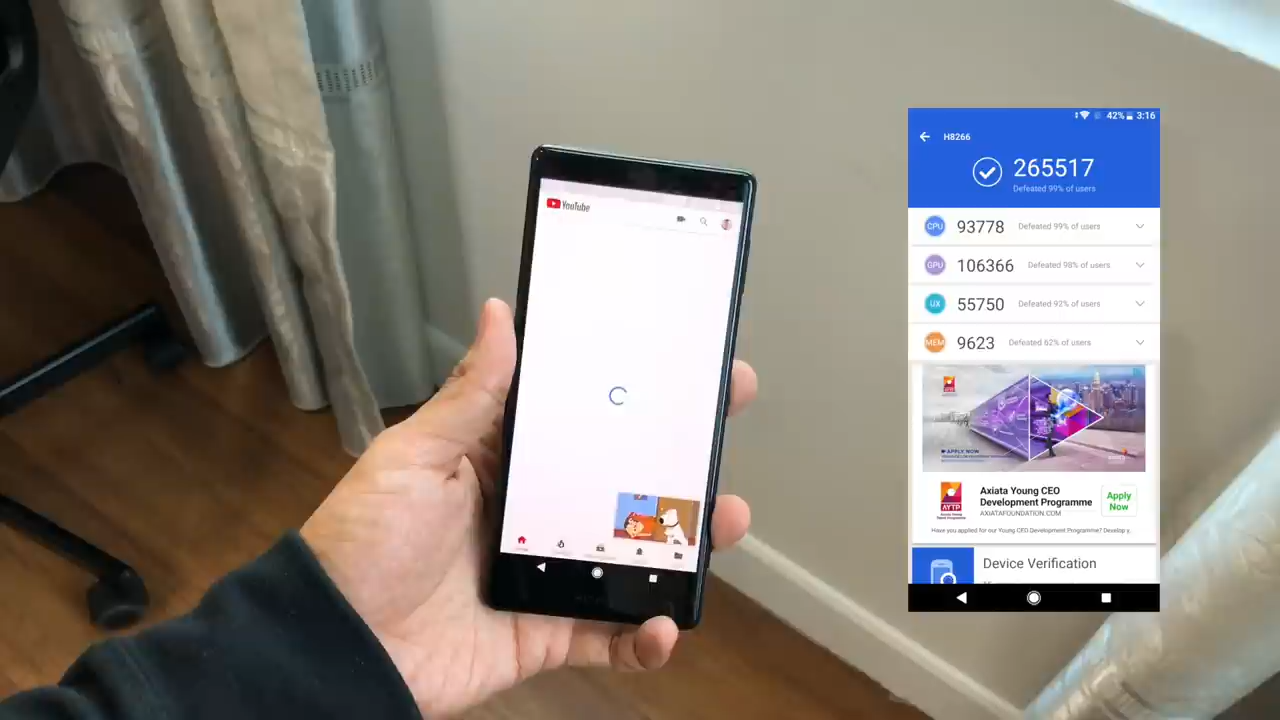 YouTube
42% 3:16
H8266
265517
Defeated 99% of users
CPU 93778 Defeated 99% of users
GPU 106366 Defeated 98% of users
UX 55750 Defeated 92% of users
MEM 9623 Defeated 62% of users
APPLY NOW
Axiata Young CEO
Development Programme
AXIATAFOUNDATION.COM
Apply
Now
AYTP
Have you applied for our Young CEO Development Programme? Develop y.
Device Verification